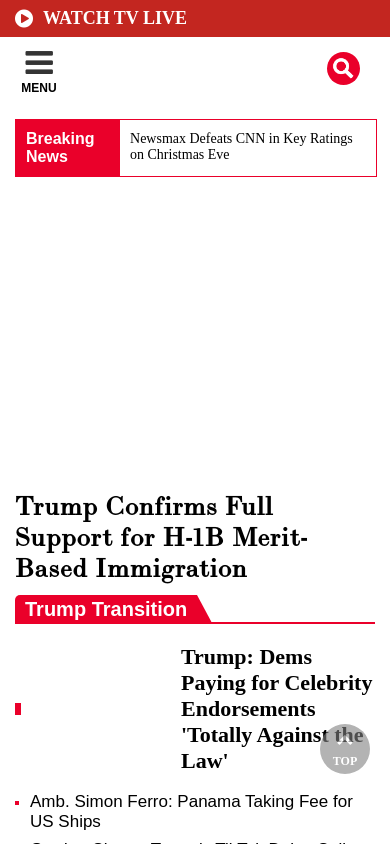 WATCH TV LIVE
MENU
Breaking
News
Newsmax Defeats CNN in Key Ratings
on Christmas Eve
Trump Confirms Full
Support for H-1B Merit-
Based Immigration
Trump Transition
Trump: Dems
Paying for Celebrity
Endorsements
'Totally Against the
Law'
TOP
Amb. Simon Ferro: Panama Taking Fee for
US Ships